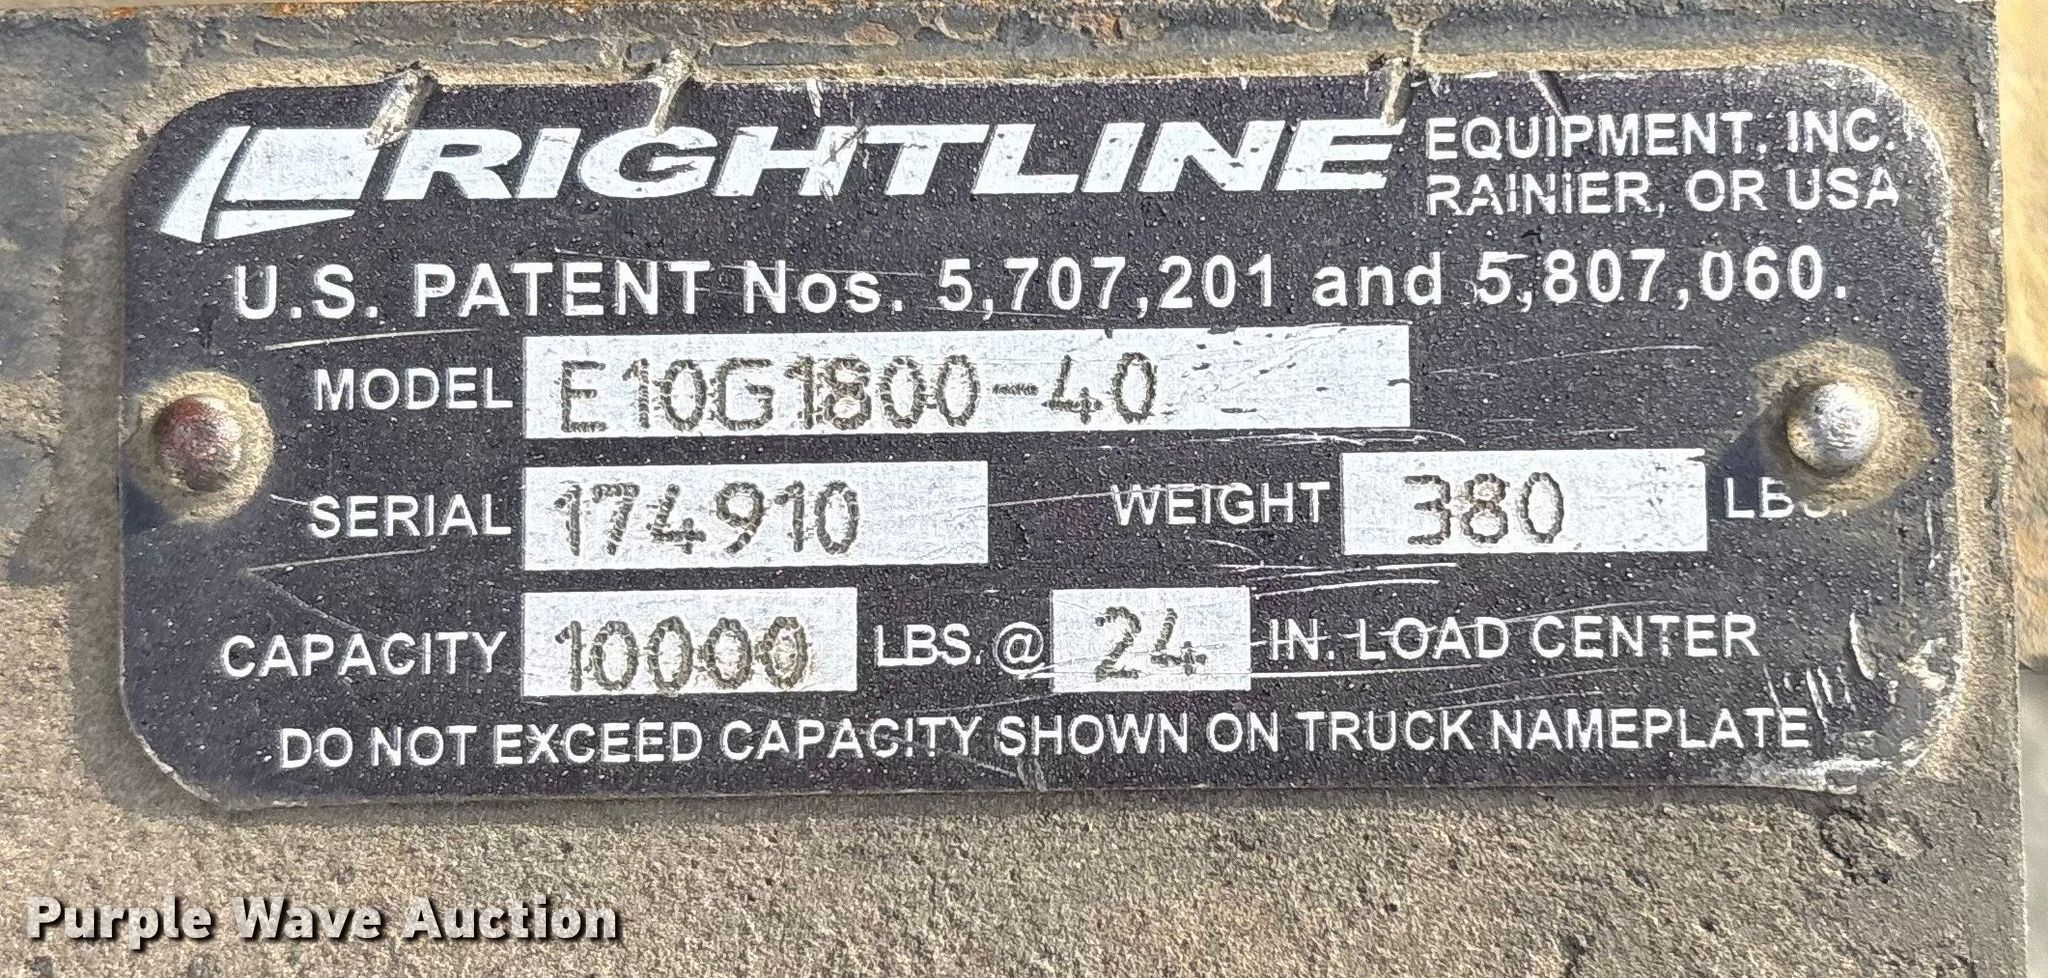 RIGHTLINE EQUIPMENT, INC.
RAINIER, OR USA
U.S. PATENT Nos. 5,707,201 and 5,807,060.
MODEL E10G1800-40
SERIAL 174910 WEIGHT 380 LBS.
CAPACITY 10000 LBS. @ 24 IN. LOAD CENTER
DO NOT EXCEED CAPACITY SHOWN ON TRUCK NAMEPLATE
Purple Wave Auction